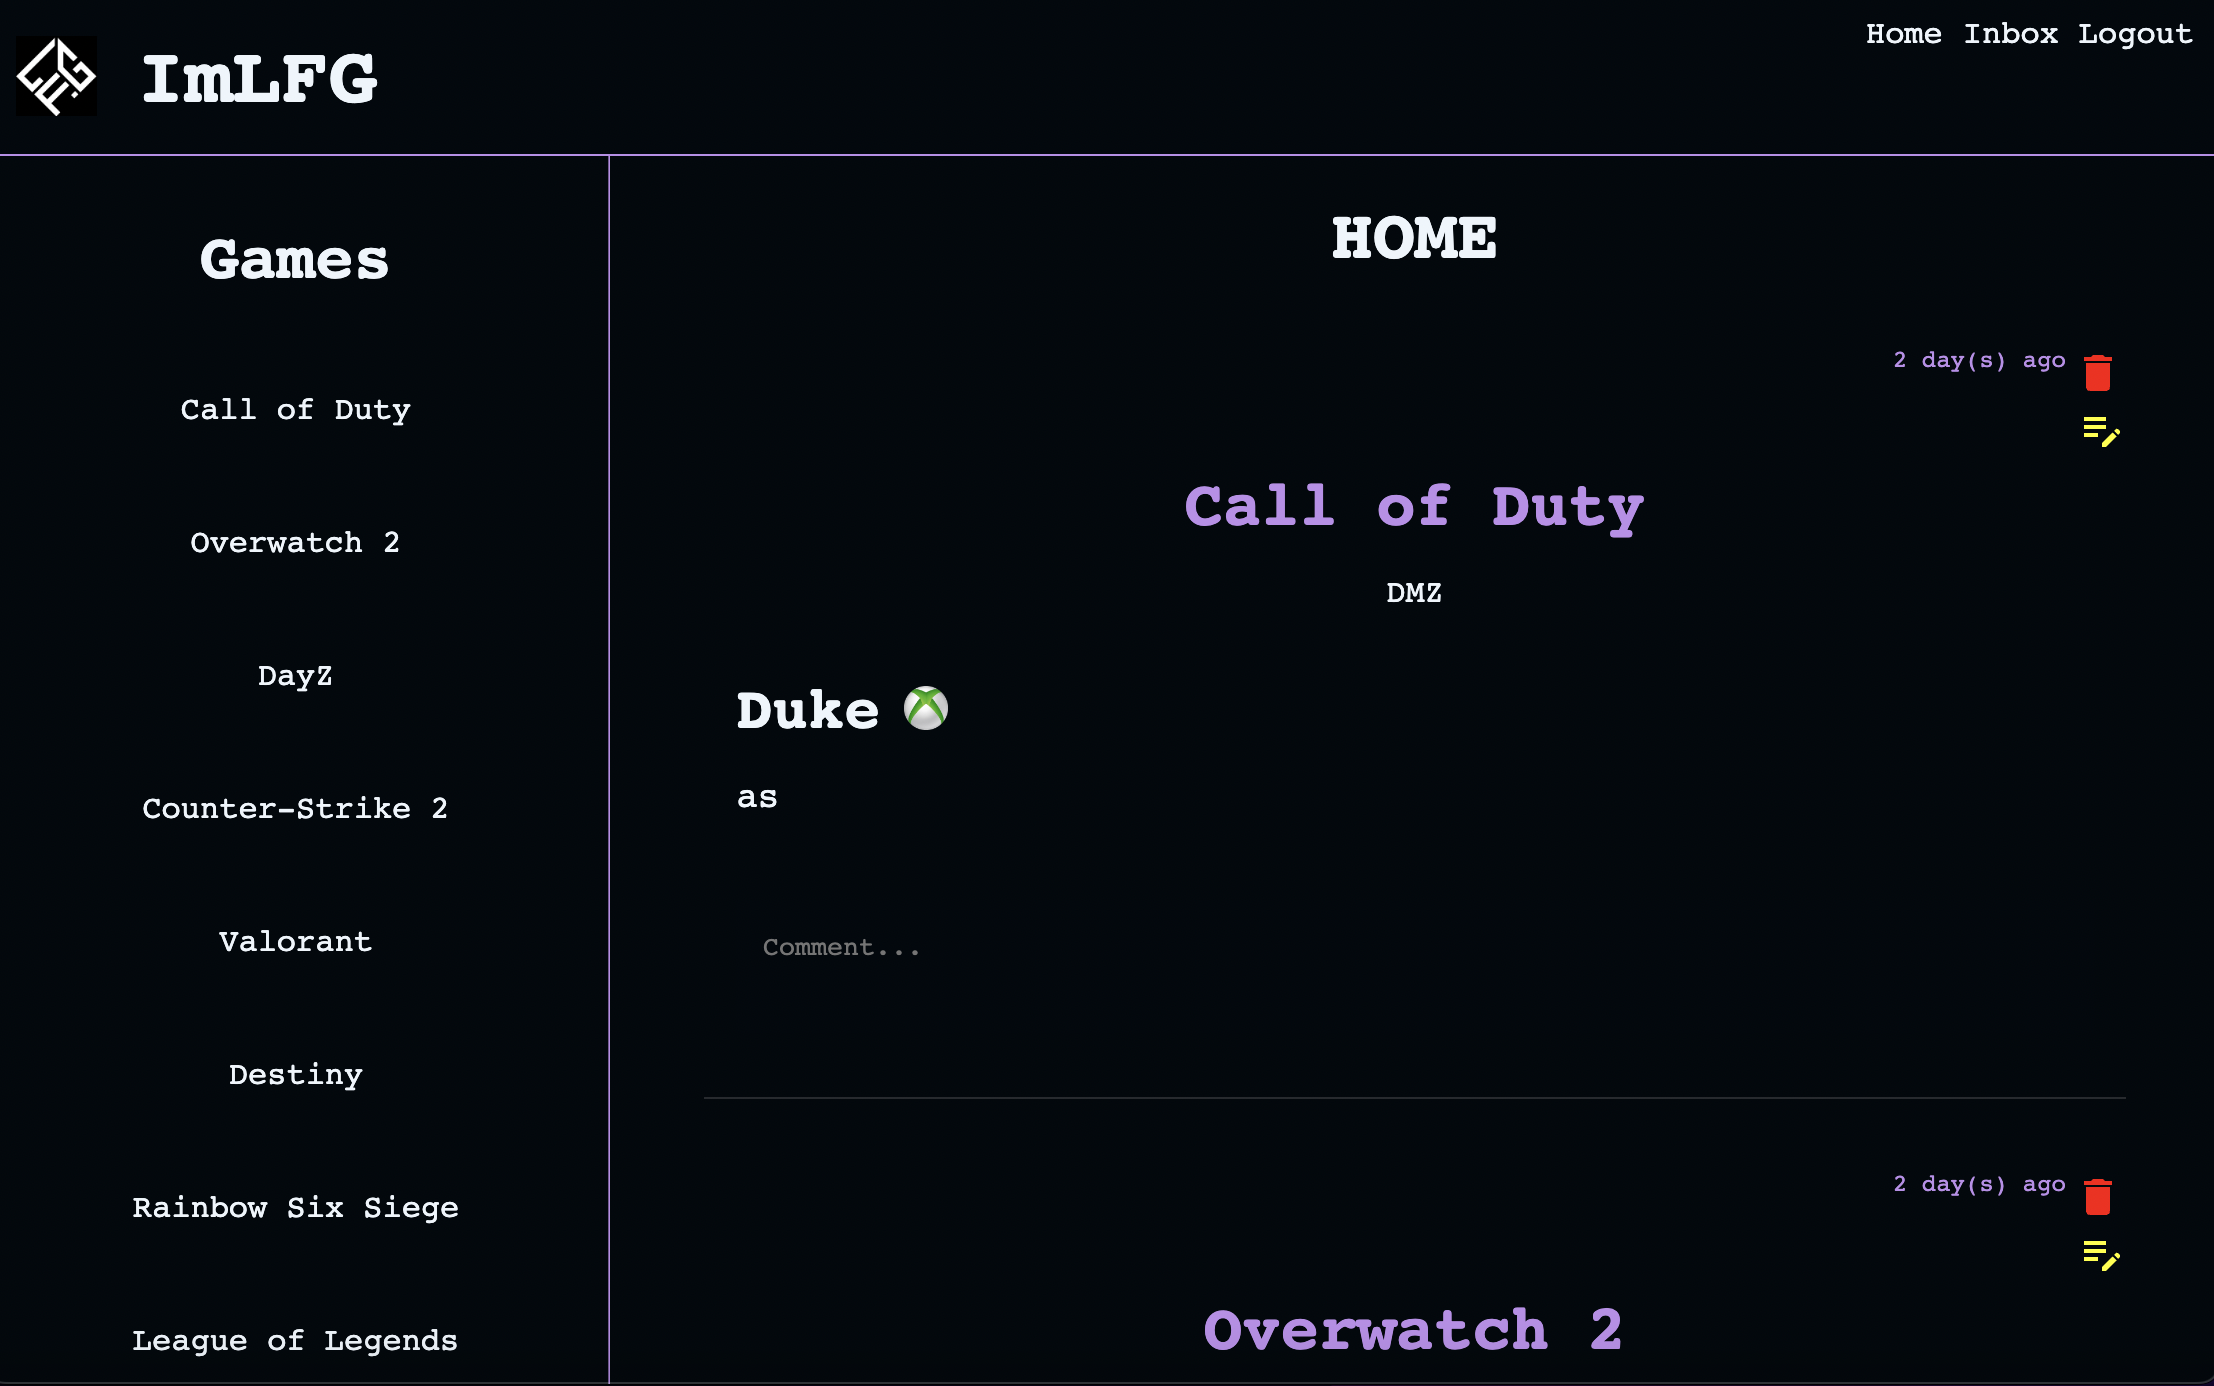 ImLFG
Home Inbox Logout
Games
Call of Duty
Overwatch 2
DayZ
Counter-Strike 2
Valorant
Destiny
Rainbow Six Siege
League of Legends
HOME
2 day(s) ago
Call of Duty
DMZ
Duke
as
Comment...
2 day(s) ago
Overwatch 2